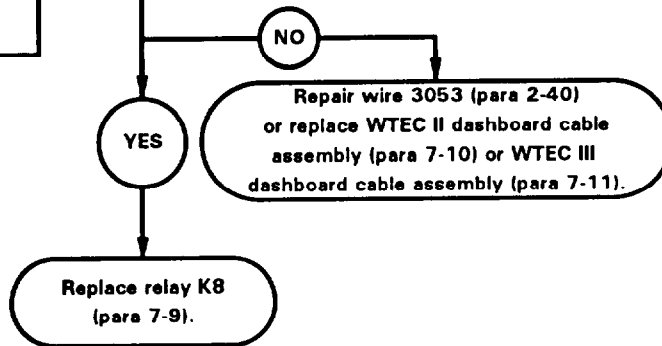 NO
Repair wire 3053 (para 2-40)
or replace WTEC II dashboard cable
assembly (para 7-10) or WTEC III
dashboard cable assembly (para 7-11).
YES
Replace relay K8
(para 7-9).